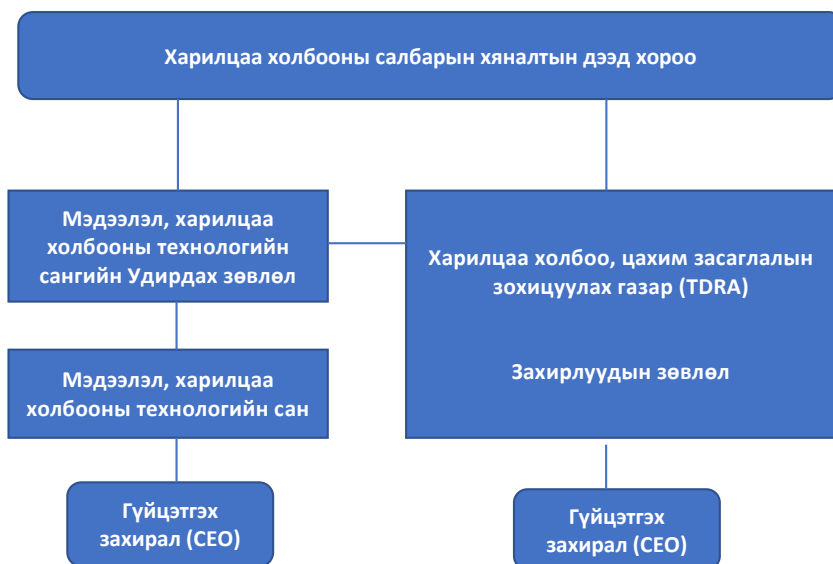 Харилцаа холбооны салбарын хяналтын дээд хороо
Мэдээлэл, харилцаа
холбооны технологийн
сангийн Удирдах зөвлөл
Харилцаа холбоо, цахим засаглалын
зохицуулах газар (TDRA)
Захирлуудын зөвлөл
Мэдээлэл, харилцаа
холбооны технологийн сан
Гүйцэтгэх
захирал (CEO)
Гүйцэтгэх
захирал (CEO)